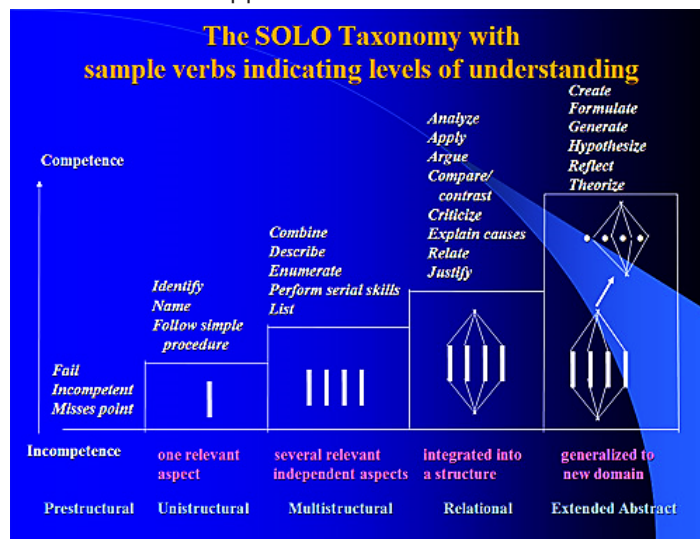 The SOLO Taxonomy with
sample verbs indicating levels of understanding
Competence
Incompetence
Fail
Incompetent
Misses point
Identify
Name
Follow simple
procedure
Combine
Describe
Enumerate
Perform serial skills
List
Analyze
Apply
Argue
Compare/
contrast
Criticize
Explain causes
Relate
Justify
Create
Formulate
Generate
Hypothesize
Reflect
Theorize
one relevant
aspect
several relevant
independent aspects
integrated into
a structure
generalized to
new domain
Prestructural
Unistructural
Multistructural
Relational
Extended Abstract